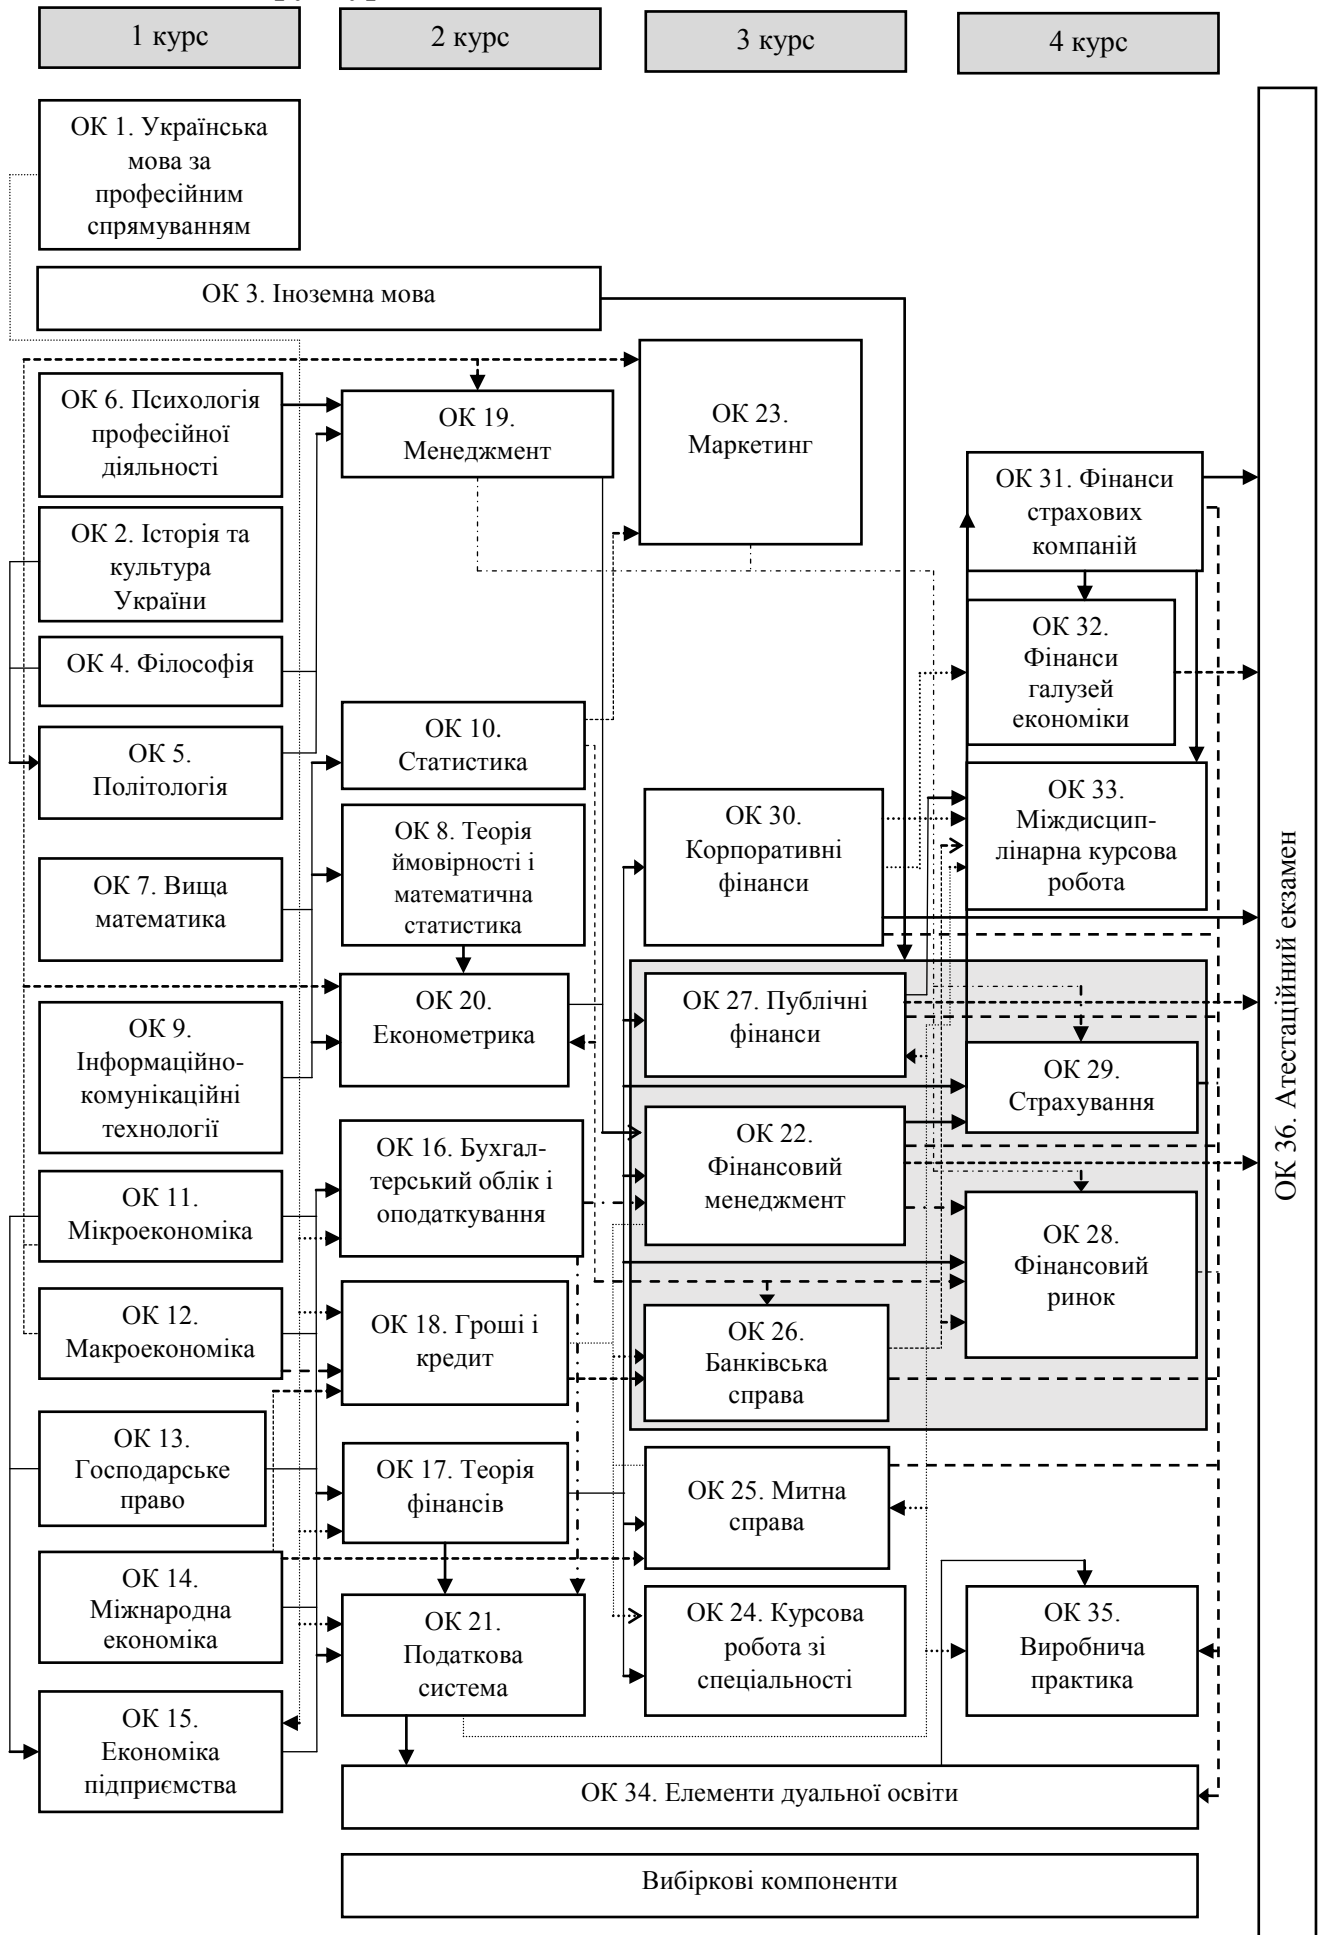 1 курс
2 курс
3 курс
4 курс
ОК 1. Українська
мова за
професійним
спрямуванням
ОК 3. Іноземна мова
ОК 6. Психологія
професійної
діяльності
ОК 19.
Менеджмент
ОК 23.
Маркетинг
ОК 31. Фінанси
страхових
компаній
ОК 2. Історія та
культура
України
ОК 4. Філософія
ОК 32.
Фінанси
галузей
економіки
ОК 5.
Політологія
ОК 10.
Статистика
ОК 7. Вища
математика
ОК 8. Теорія
ймовірності і
математична
статистика
ОК 30.
Корпоративні
фінанси
ОК 33.
Міждисцип-
лінарна курсова
робота
ОК 9.
Інформаційно-
комунікаційні
технології
ОК 20.
Економетрика
ОК 27. Публічні
фінанси
ОК 29.
Страхування
ОК 11.
Мікроекономіка
ОК 16. Бухгал-
терський облік і
оподаткування
ОК 22.
Фінансовий
менеджмент
ОК 28.
Фінансовий
ринок
ОК 12.
Макроекономіка
ОК 18. Гроші і
кредит
ОК 26.
Банківська
справа
ОК 13.
Господарське
право
ОК 17. Теорія
фінансів
ОК 25. Митна
справа
ОК 14.
Міжнародна
економіка
ОК 21.
Податкова
система
ОК 24. Курсова
робота зі
спеціальності
ОК 35.
Виробнича
практика
ОК 15.
Економіка
підприємства
ОК 34. Елементи дуальної освіти
Вибіркові компоненти
ОК 36. Атестаційний екзамен